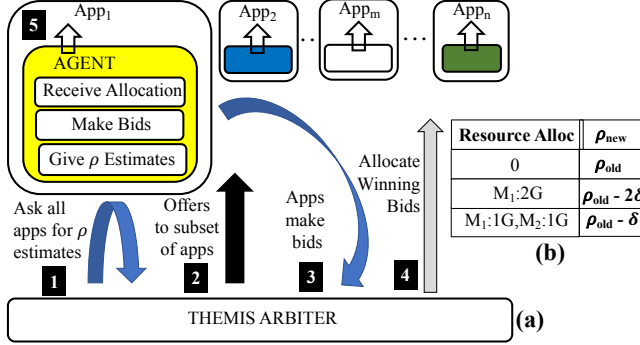 5
App1
App2
App_m
App_n
..
...
AGENT
Receive Allocation
Make Bids
Give ρ Estimates
Ask all
apps for ρ
estimates
1
Offers
to subset
of apps
2
Apps
make
bids
3
Allocate
Winning
Bids
4
Resource Alloc ρnew
0 ρold
M1:2G ρold - 2δ
M1:1G,M2:1G ρold - δ
(b)
THEMIS ARBITER
(a)